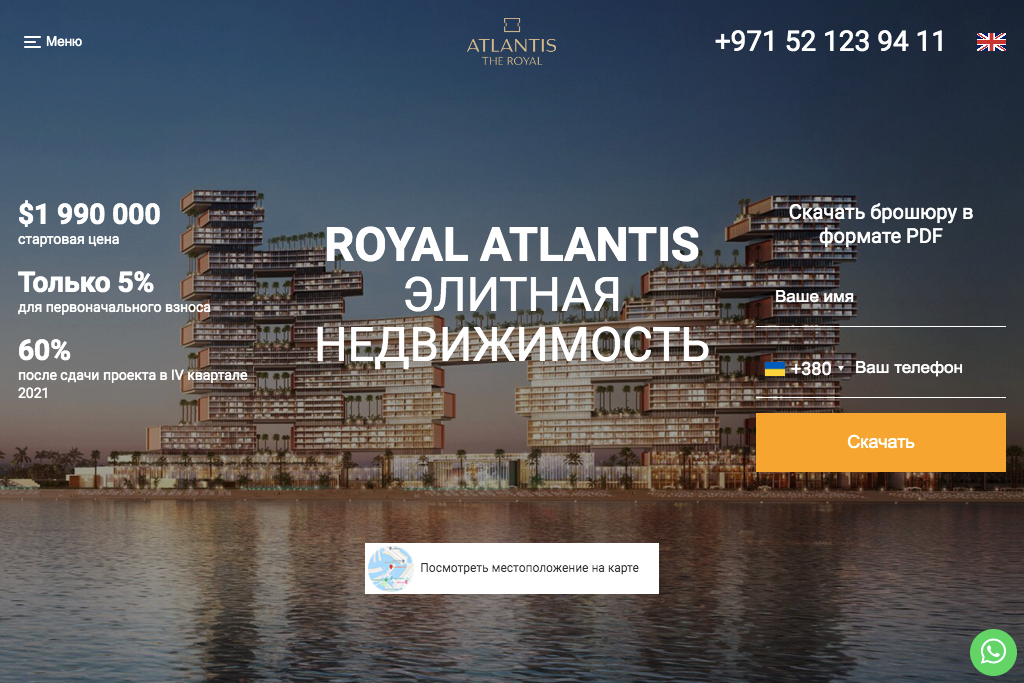 Меню
ATLANTIS
THE ROYAL
+971 52 123 94 11
$1 990 000
стартовая цена
Только 5%
для первоначального взноса
60%
после сдачи проекта в IV квартале
2021
ROYAL ATLANTIS
ЭЛИТНАЯ
НЕДВИЖИМОСТЬ
Скачать брошюру в
формате PDF
Ваше имя
+380 Ваш телефон
Скачать
Посмотреть местоположение на карте